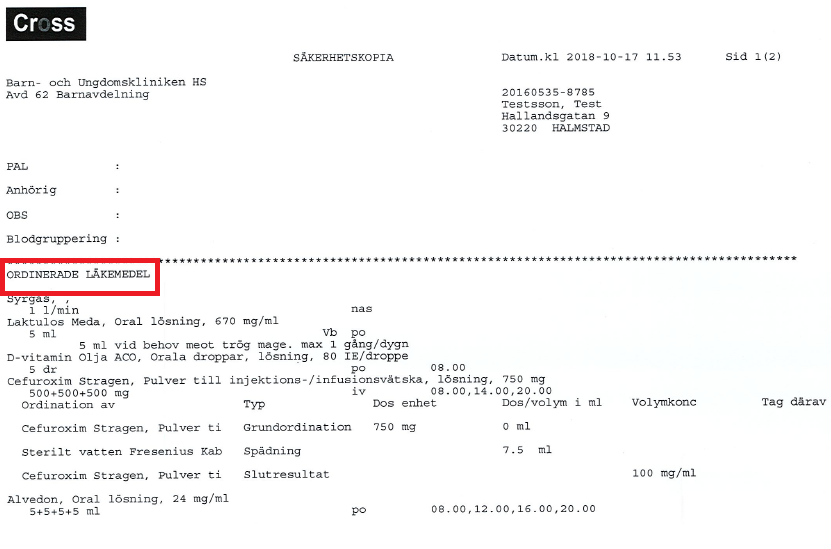 Cross
SÄKERHETSKOPIA Datum.kl 2018-10-17 11.53 Sid 1(2)
Barn- och Ungdomskliniken HS
Avd 62 Barnavdelning
20160535-8785
Testsson, Test
Hallandsgatan 9
30220 HALMSTAD
PAL :
Anhörig :
OBS :
Blodgruppering :
****************************************************************************************************
ORDINERADE LÄKEMEDEL
Syrgas, ,
1 l/min nas
Laktulos Meda, Oral lösning, 670 mg/ml
5 ml Vb po
5 ml vid behov meot trög mage. max 1 gång/dygn
D-vitamin Olja ACO, Orala droppar, lösning, 80 IE/droppe
5 dr po 08.00
Cefuroxim Stragen, Pulver till injektions-/infusionsvätska, lösning, 750 mg
500+500+500 mg iv 08.00,14.00,20.00
Ordination av Typ Dos enhet Dos/volym i ml Volymkonc Tag därav
Cefuroxim Stragen, Pulver ti Grundordination 750 mg 0 ml
Sterilt vatten Fresenius Kab Spädning 7.5 ml
Cefuroxim Stragen, Pulver ti Slutresultat 100 mg/ml
Alvedon, Oral lösning, 24 mg/ml
5+5+5+5 ml po 08.00,12.00,16.00,20.00